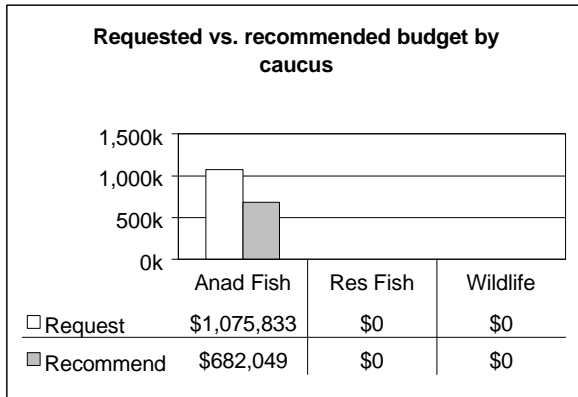 Requested vs. recommended budget by
caucus
1,500k
1,000k
500k
0k
Anad Fish Res Fish Wildlife
Request $1,075,833 $0 $0
Recommend $682,049 $0 $0